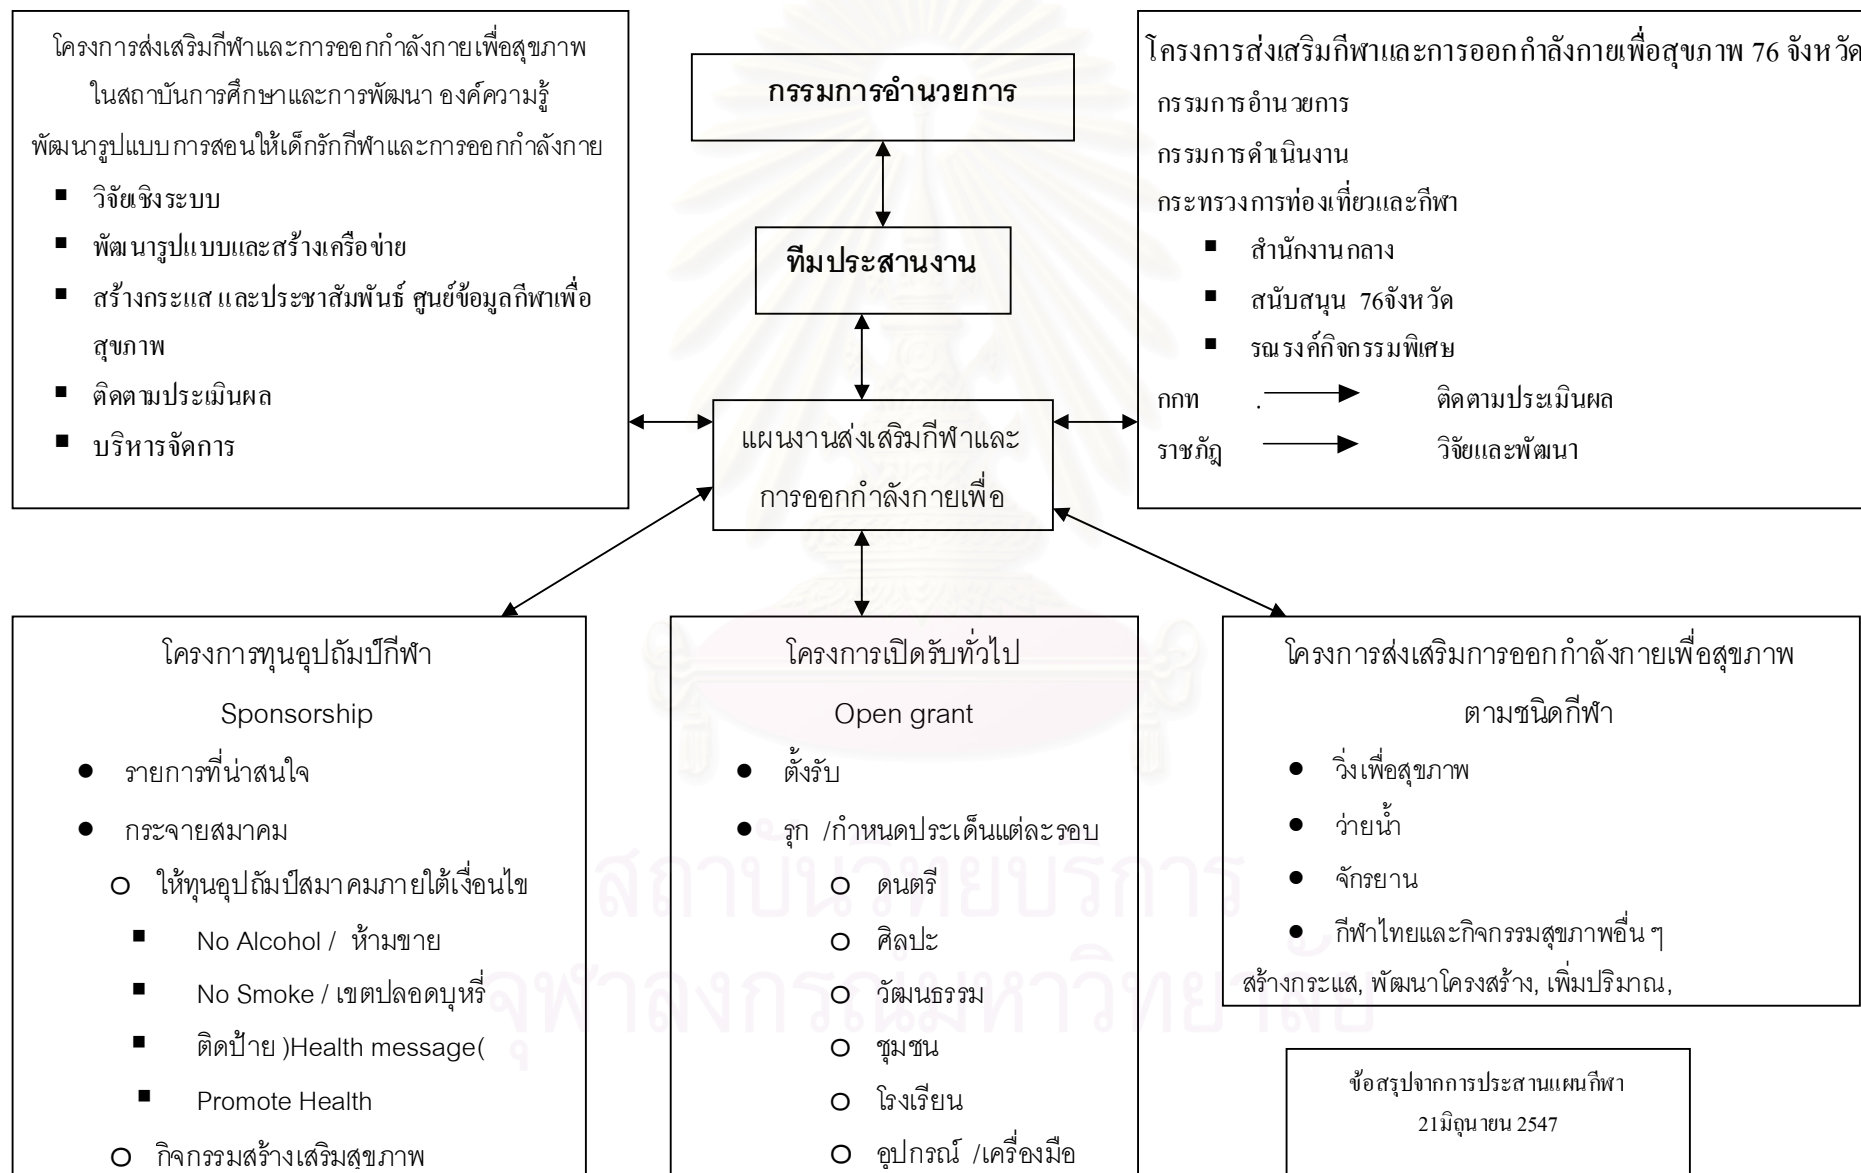 โครงการส่งเสริมกีฬาและการออกกำลังกายเพื่อสุขภาพ
ในสถาบันการศึกษาและการพัฒนา องค์ความรู้
พัฒนารูปแบบการสอนให้เด็กรักกีฬาและการออกกำลังกาย
▪ วิจัยเชิงระบบ
▪ พัฒนารูปแบบและสร้างเครือข่าย
▪ สร้างกระแส และประชาสัมพันธ์ ศูนย์ข้อมูลกีฬาเพื่อ
สุขภาพ
▪ ติดตามประเมินผล
▪ บริหารจัดการ
กรรมการอำนวยการ
ทีมประสานงาน
แผนงานส่งเสริมกีฬาและ
การออกกำลังกายเพื่อ
โครงการส่งเสริมกีฬาและการออกกำลังกายเพื่อสุขภาพ 76 จังหวัด
กรรมการอำนวยการ
กรรมการดำเนินงาน
กระทรวงการท่องเที่ยวและกีฬา
▪ สำนักงานกลาง
▪ สนับสนุน 76จังหวัด
▪ รณรงค์กิจกรรมพิเศษ
กกท . ติดตามประเมินผล
ราชภัฎ วิจัยและพัฒนา
โครงการทุนอุปถัมป์กีฬา
Sponsorship
● รายการที่น่าสนใจ
● กระจายสมาคม
o ให้ทุนอุปถัมป์สมาคมภายใต้เงื่อนไข
▪ No Alcohol / ห้ามขาย
▪ No Smoke / เขตปลอดบุหรี่
▪ ติดป้าย )Health message(
▪ Promote Health
o กิจกรรมสร้างเสริมสุขภาพ
โครงการเปิดรับทั่วไป
Open grant
● ตั้งรับ
● รุก /กำหนดประเด็นแต่ละรอบ
o ดนตรี
o ศิลปะ
o วัฒนธรรม
o ชุมชน
o โรงเรียน
o อุปกรณ์ /เครื่องมือ
โครงการส่งเสริมการออกกำลังกายเพื่อสุขภาพ
ตามชนิดกีฬา
● วิ่งเพื่อสุขภาพ
● ว่ายน้ำ
● จักรยาน
● กีฬาไทยและกิจกรรมสุขภาพอื่น ๆ
สร้างกระแส, พัฒนาโครงสร้าง, เพิ่มปริมาณ,
ข้อสรุปจากการประสานแผนกีฬา
21มิถุนายน 2547
สถาบันวิทยบริการ
จุฬาลงกรณ์มหาวิทยาลัย